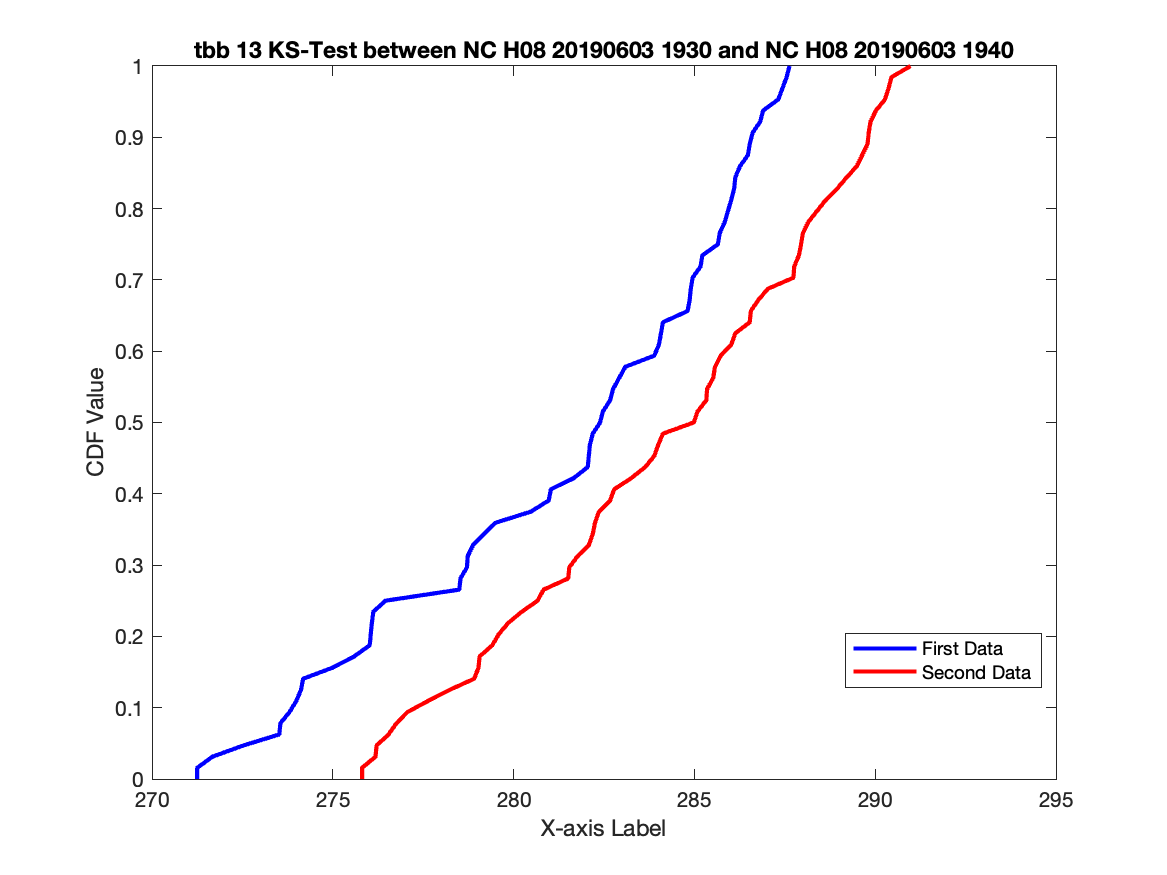 tbb 13 KS-Test between NC H08 20190603 1930 and NC H08 20190603 1940
1
0.9
0.8
0.7
0.6
0.5
0.4
0.3
0.2
0.1
0
CDF Value
First Data
Second Data
270 275 280 285 290 295
X-axis Label